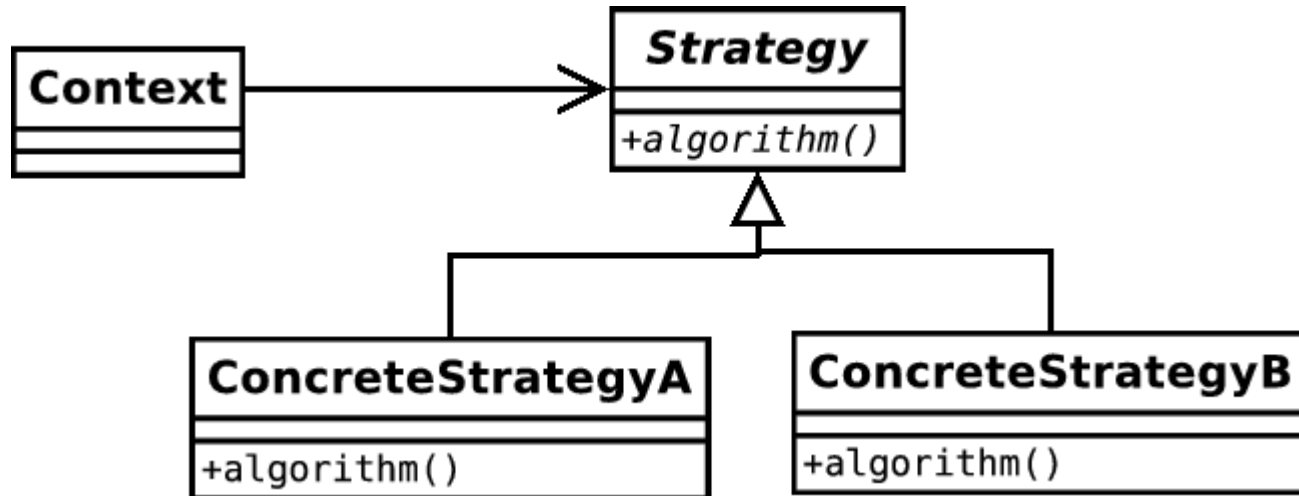 Strategy
Context
+algorithm()
ConcreteStrategyA
ConcreteStrategyB
+algorithm()
+algorithm()